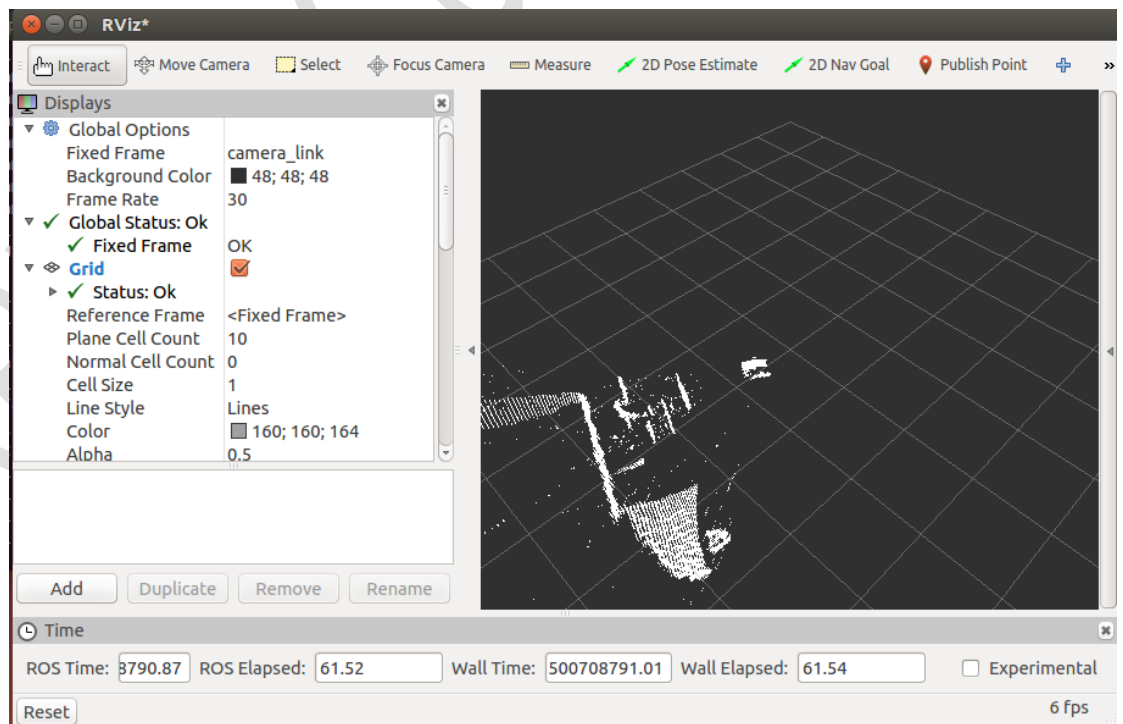 RViz*
Interact Move Camera Select Focus Camera Measure 2D Pose Estimate 2D Nav Goal Publish Point »
Displays
Global Options
Fixed Frame camera_link
Background Color 48; 48; 48
Frame Rate 30
Global Status: Ok
Fixed Frame OK
Grid
Status: Ok
Reference Frame <Fixed Frame>
Plane Cell Count 10
Normal Cell Count 0
Cell Size 1
Line Style Lines
Color 160; 160; 164
Alpha 0.5
Add Duplicate Remove Rename
Time
ROS Time: 8790.87 ROS Elapsed: 61.52 Wall Time: 500708791.01 Wall Elapsed: 61.54 Experimental
Reset 6 fps